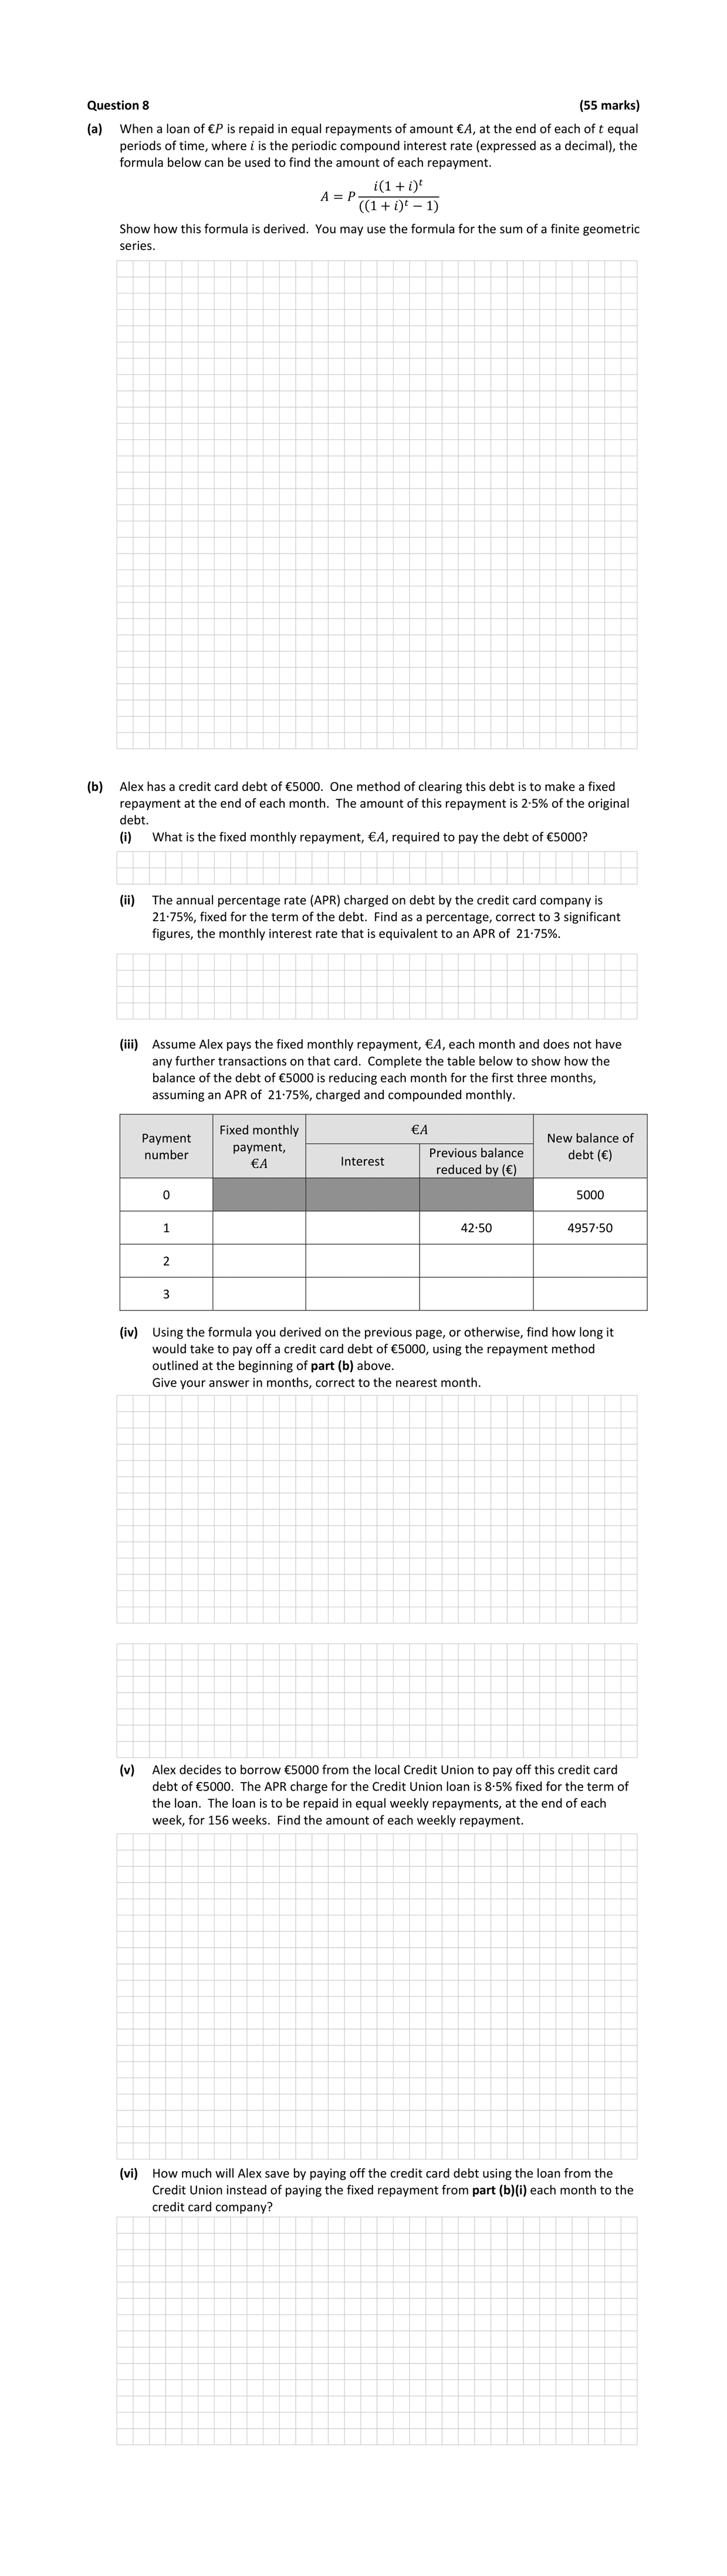 Question 8 (55 marks)
(a) When a loan of €P is repaid in equal repayments of amount €A, at the end of each of t equal
periods of time, where i is the periodic compound interest rate (expressed as a decimal), the
formula below can be used to find the amount of each repayment.
A = P i(1 + i)^t / ((1 + i)^t − 1)
Show how this formula is derived. You may use the formula for the sum of a finite geometric
series.
(b) Alex has a credit card debt of €5000. One method of clearing this debt is to make a fixed
repayment at the end of each month. The amount of this repayment is 2·5% of the original
debt.
(i) What is the fixed monthly repayment, €A, required to pay the debt of €5000?
(ii) The annual percentage rate (APR) charged on debt by the credit card company is
21·75%, fixed for the term of the debt. Find as a percentage, correct to 3 significant
figures, the monthly interest rate that is equivalent to an APR of 21·75%.
(iii) Assume Alex pays the fixed monthly repayment, €A, each month and does not have
any further transactions on that card. Complete the table below to show how the
balance of the debt of €5000 is reducing each month for the first three months,
assuming an APR of 21·75%, charged and compounded monthly.
Payment
number
Fixed monthly
payment,
€A
€A
Interest
Previous balance
reduced by (€)
New balance of
debt (€)
0 5000
1 42·50 4957·50
2
3
(iv) Using the formula you derived on the previous page, or otherwise, find how long it
would take to pay off a credit card debt of €5000, using the repayment method
outlined at the beginning of part (b) above.
Give your answer in months, correct to the nearest month.
(v) Alex decides to borrow €5000 from the local Credit Union to pay off this credit card
debt of €5000. The APR charge for the Credit Union loan is 8·5% fixed for the term of
the loan. The loan is to be repaid in equal weekly repayments, at the end of each
week, for 156 weeks. Find the amount of each weekly repayment.
(vi) How much will Alex save by paying off the credit card debt using the loan from the
Credit Union instead of paying the fixed repayment from part (b)(i) each month to the
credit card company?